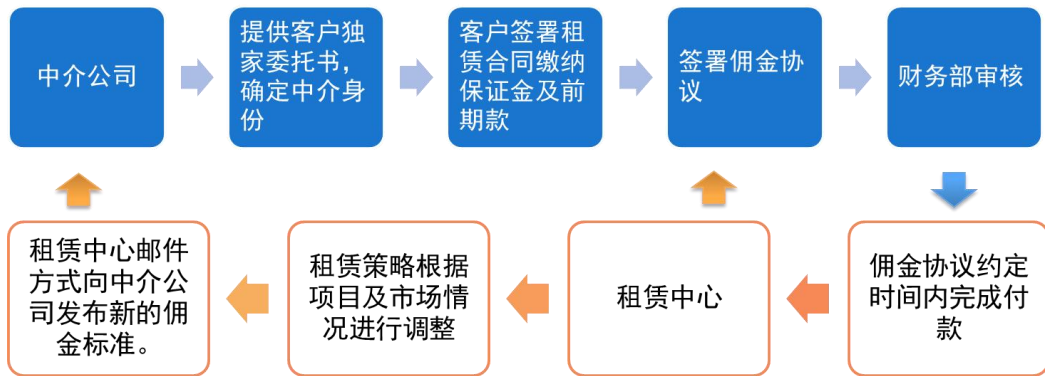 中介公司
提供客户独
家委托书，
确定中介身
份
客户签署租
赁合同缴纳
保证金及前
期款
签署佣金协
议
财务部审核
租赁中心邮件
方式向中介公
司发布新的佣
金标准。
租赁策略根据
项目及市场情
况进行调整
租赁中心
佣金协议约定
时间内完成付
款